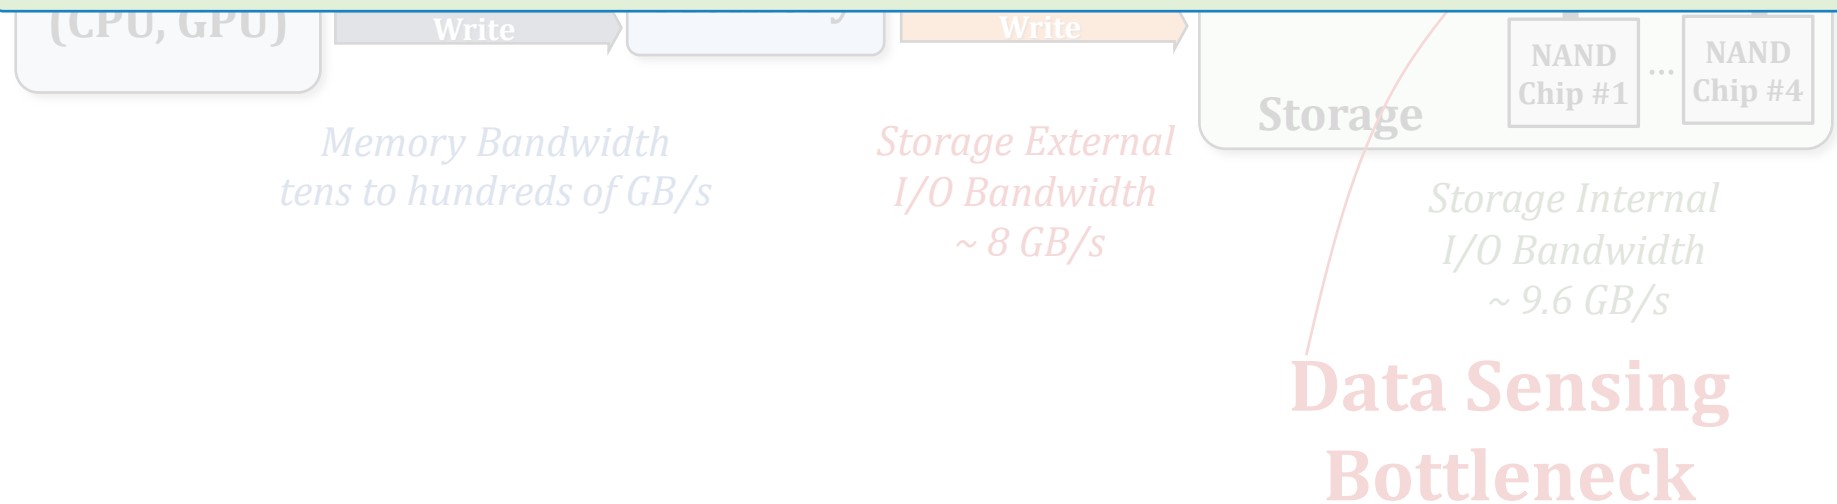 (CPU, GPU)
Write
Write
NAND
Chip #1
...
NAND
Chip #4
Storage
Memory Bandwidth
tens to hundreds of GB/s
Storage External
I/O Bandwidth
~ 8 GB/s
Storage Internal
I/O Bandwidth
~ 9.6 GB/s
Data Sensing
Bottleneck